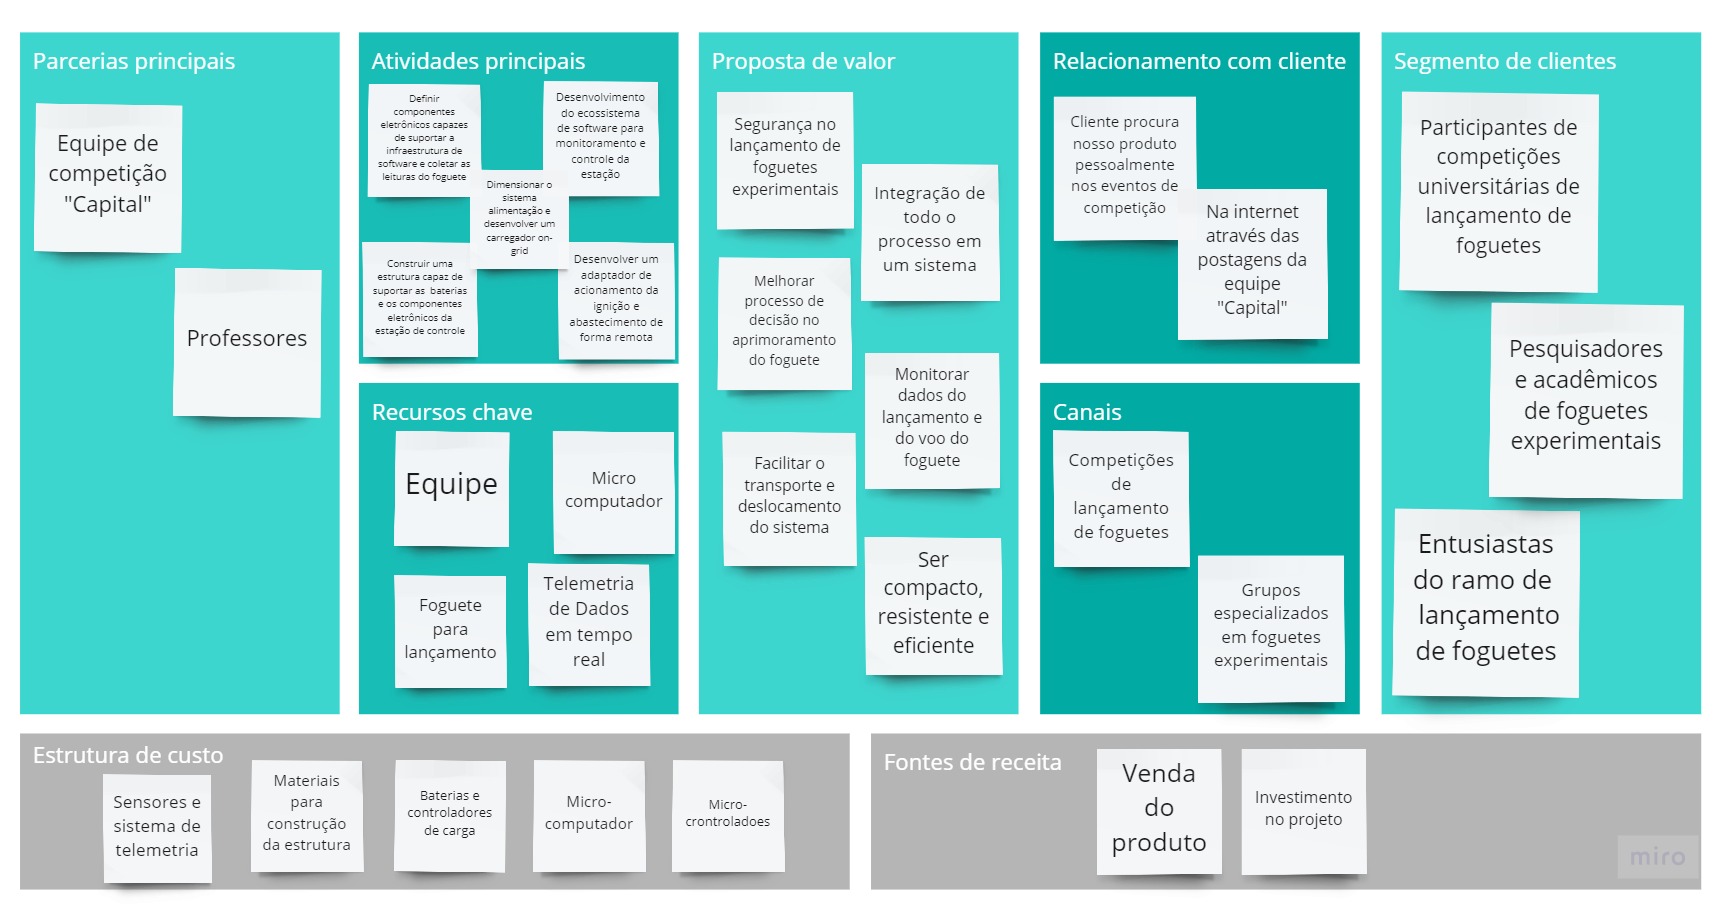 Parcerias principais
Equipe de
competição
"Capital"
Professores
Atividades principais
Definir
componentes
eletrônicos capazes
de suportar a
infraestrutura de
software e coletar as
leituras do foguete
Desenvolvimento
do ecossistema
de software para
monitoramento e
controle da
estação
Dimensionar o
sistema
alimentação e
desenvolver um
carregador on-
grid
Construir uma
estrutura capaz de
suportar as baterias
e os componentes
eletrônicos da
estação de controle
Desenvolver um
adaptador de
acionamento da
ignição e
abastecimento de
forma remota
Recursos chave
Equipe
Micro
computador
Foguete
para
lançamento
Telemetria
de Dados
em tempo
real
Proposta de valor
Segurança no
lançamento de
foguetes
experimentais
Integração de
todo o
processo em
um sistema
Melhorar
processo de
decisão no
aprimoramento
do foguete
Monitorar
dados do
lançamento e
do voo do
foguete
Facilitar o
transporte e
deslocamento
do sistema
Ser
compacto,
resistente e
eficiente
Relacionamento com cliente
Cliente procura
nosso produto
pessoalmente
nos eventos de
competição
Na internet
através das
postagens da
equipe
"Capital"
Canais
Competições
de
lançamento
de foguetes
Grupos
especializados
em foguetes
experimentais
Segmento de clientes
Participantes de
competições
universitárias de
lançamento de
foguetes
Pesquisadores
e acadêmicos
de foguetes
experimentais
Entusiastas
do ramo de
lançamento
de foguetes
Estrutura de custo
Sensores e
sistema de
telemetria
Materiais
para
construção
da estrutura
Baterias e
controladores
de carga
Micro-
computador
Micro-
crontroladoes
Fontes de receita
Venda
do
produto
Investimento
no projeto
miro